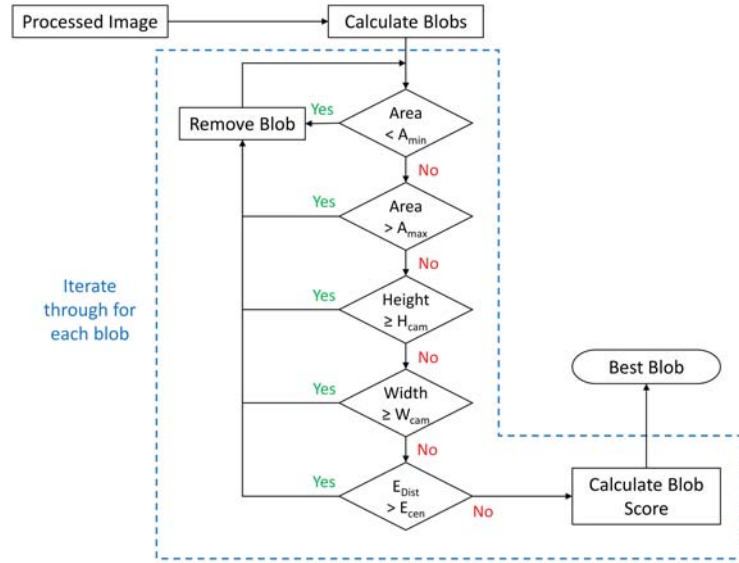 Processed Image
Calculate Blobs
Yes
Remove Blob
Area
< Amin
No
Yes
Area
> Amax
No
Iterate
through for
each blob
Yes
Height
≥ Hcam
No
Yes
Width
≥ Wcam
No
Best Blob
Yes
EDist
> Ecen
No
Calculate Blob
Score